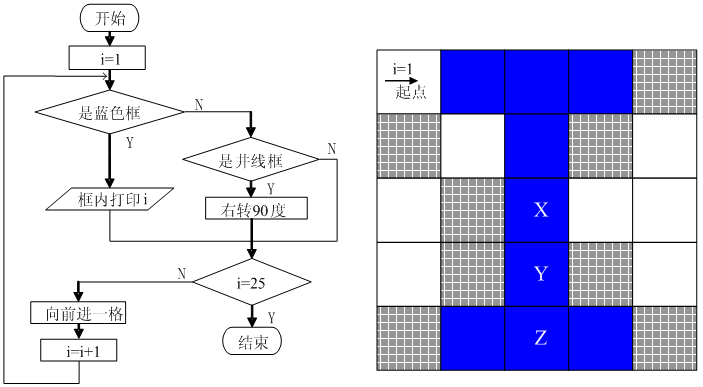 开始
i=1
是蓝色框
N
Y
是井线框
N
Y
框内打印i
右转90度
i=25
N
Y
向前进一格
i=i+1
结束
i=1
起点
X
Y
Z